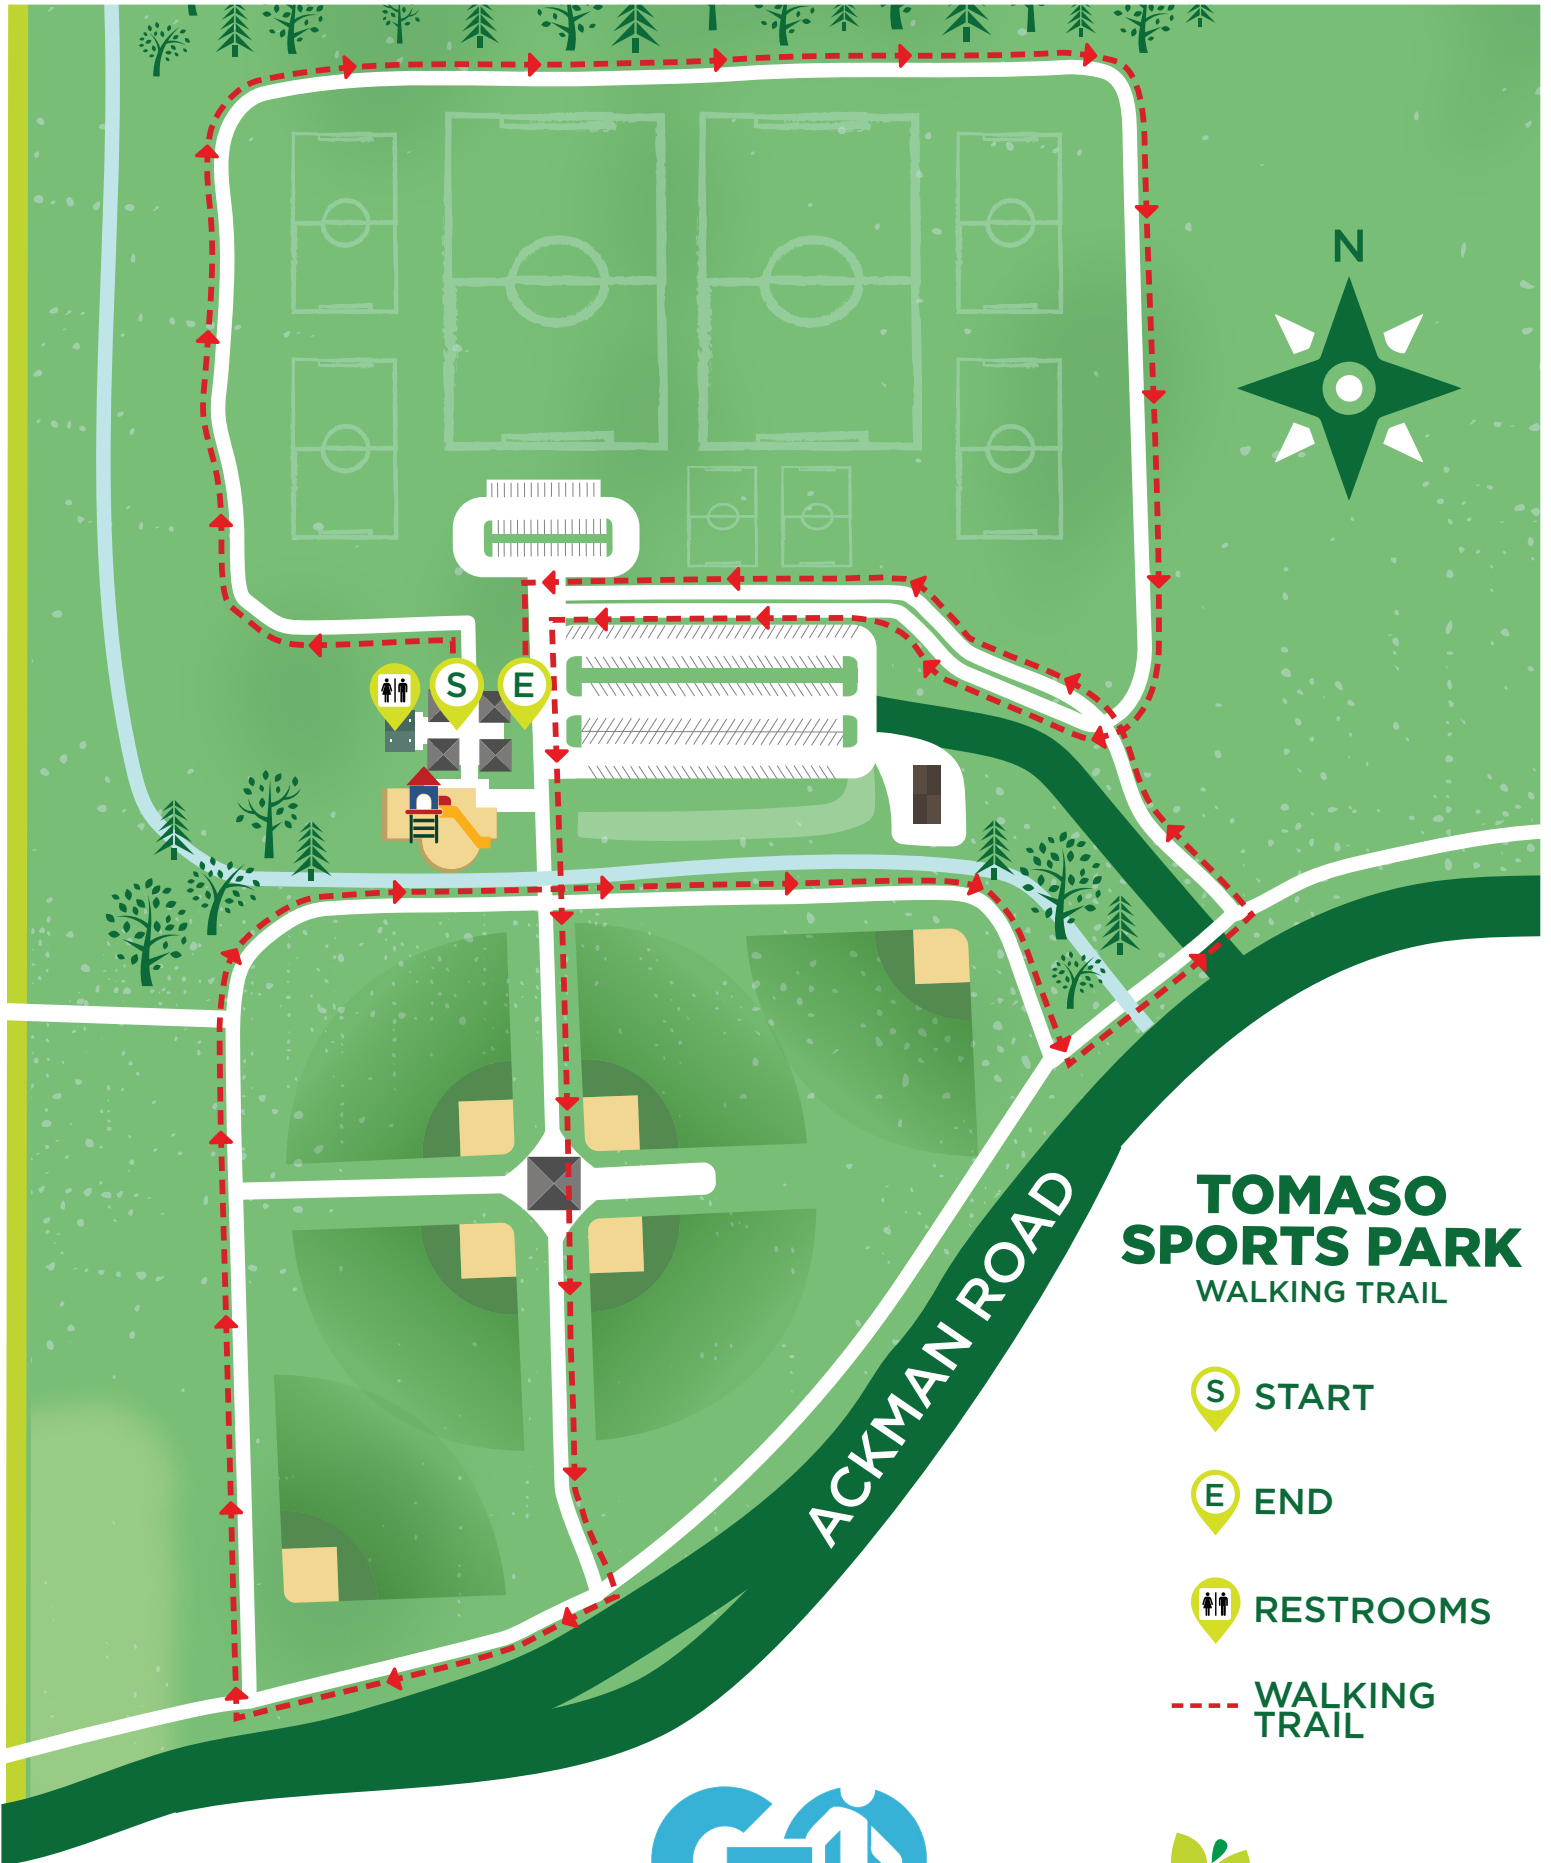 N
S
E
ACKMAN ROAD
TOMASO
SPORTS PARK
WALKING TRAIL
S START
E END
RESTROOMS
WALKING
TRAIL